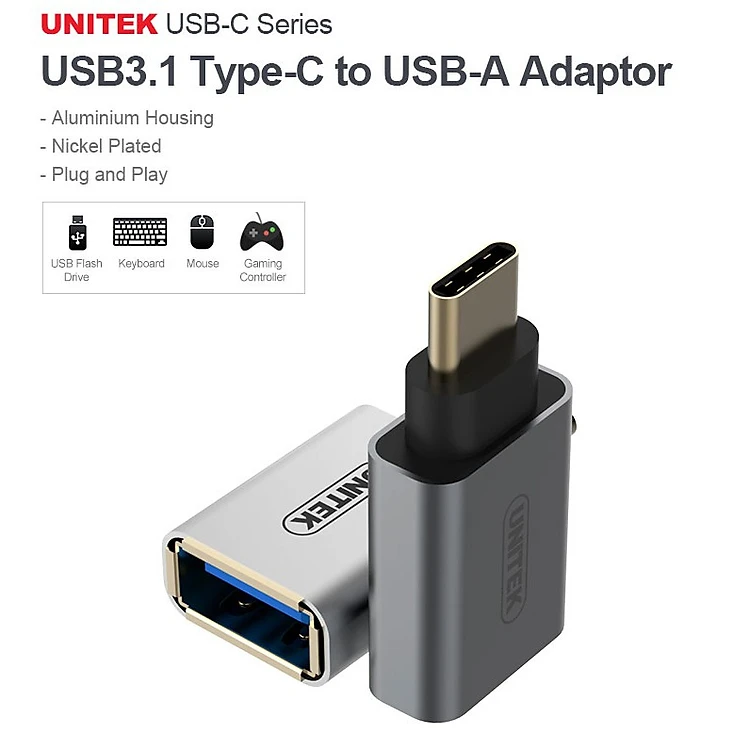 UNITEK USB-C Series
USB3.1 Type-C to USB-A Adaptor
- Aluminium Housing
- Nickel Plated
- Plug and Play
USB Flash Drive
Keyboard
Mouse
Gaming Controller
UNITEK
UNITEK